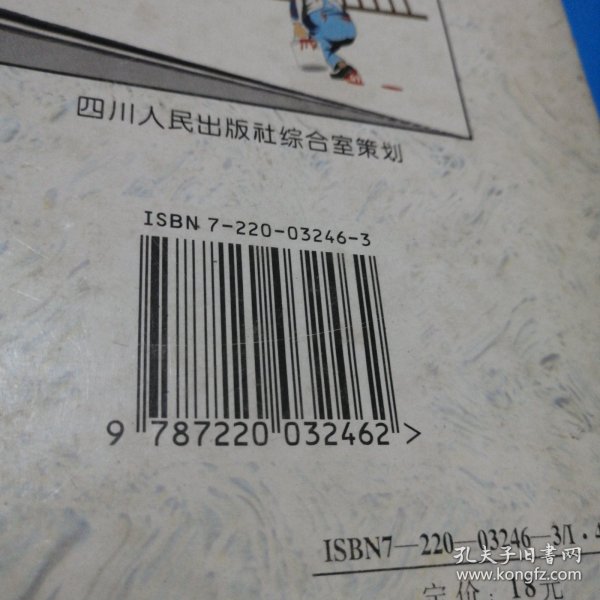 四川人民出版社综合室策划
ISBN 7-220-03246-3
9 787220 032462 >
ISBN7—220—03246—3/I·4
定价：18元
孔夫子旧书网
www.kongfz.com